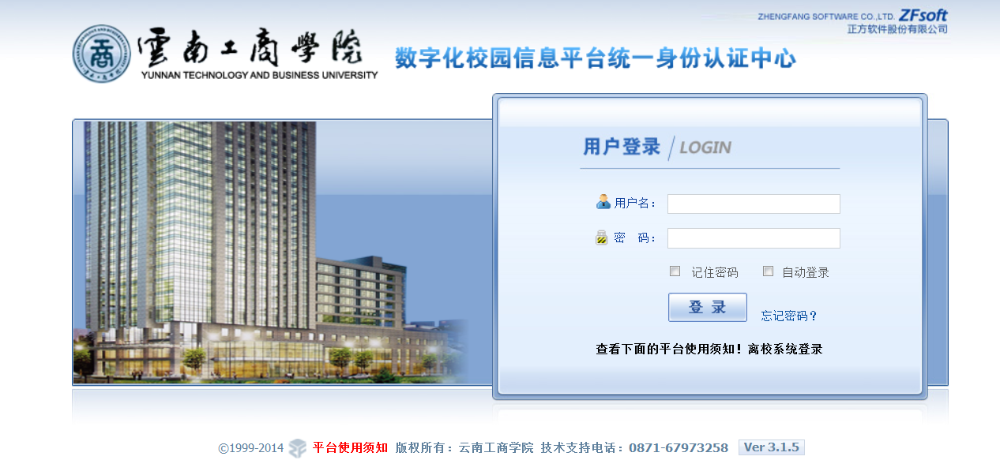 ZHENGFANG SOFTWARE CO.,LTD. ZFsoft
正方软件股份有限公司
雲南工商學院
YUNNAN TECHNOLOGY AND BUSINESS UNIVERSITY
数字化校园信息平台统一身份认证中心
用户登录 / LOGIN
用户名：
密 码：
记住密码 自动登录
登 录 忘记密码？
查看下面的平台使用须知！离校系统登录
©1999-2014 平台使用须知 版权所有：云南工商学院 技术支持电话：0871-67973258 Ver 3.1.5